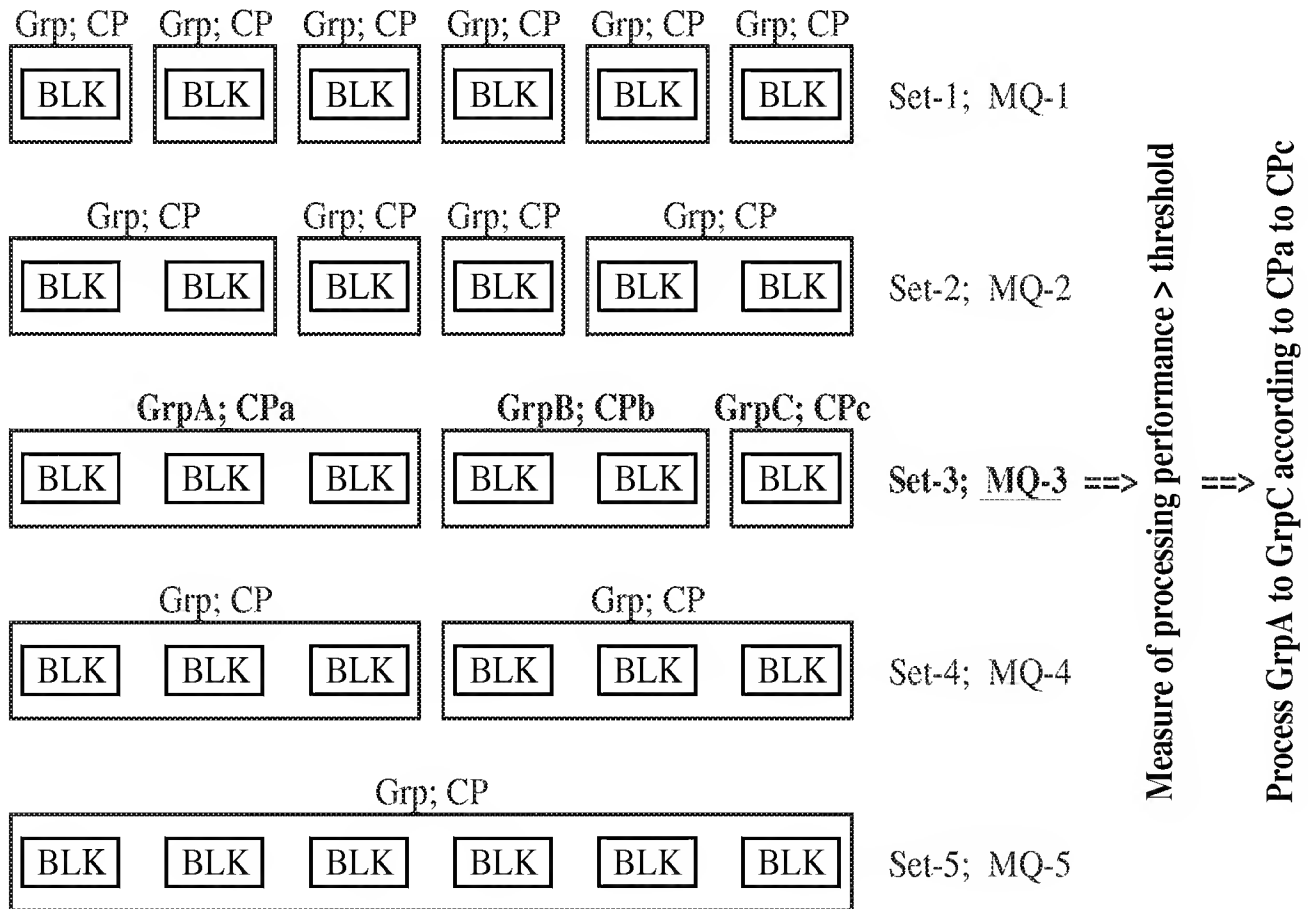 Grp; CP Grp; CP Grp; CP Grp; CP Grp; CP Grp; CP
BLK BLK BLK BLK BLK BLK Set-1; MQ-1
Grp; CP Grp; CP Grp; CP Grp; CP
BLK BLK BLK BLK BLK BLK Set-2; MQ-2
GrpA; CPa GrpB; CPb GrpC; CPc
BLK BLK BLK BLK BLK BLK Set-3; MQ-3 ==> ==>
Grp; CP Grp; CP
BLK BLK BLK BLK BLK BLK Set-4; MQ-4
Grp; CP
BLK BLK BLK BLK BLK BLK Set-5; MQ-5
Measure of processing performance > threshold
Process GrpA to GrpC according to CPa to CPc